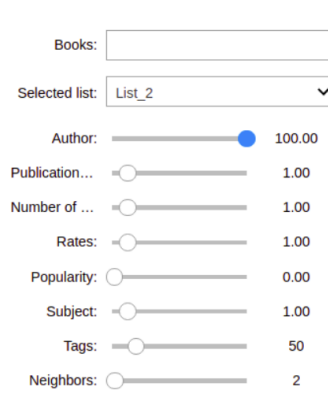 Books:
Selected list: List_2
Author: 100.00
Publication... 1.00
Number of ... 1.00
Rates: 1.00
Popularity: 0.00
Subject: 1.00
Tags: 50
Neighbors: 2